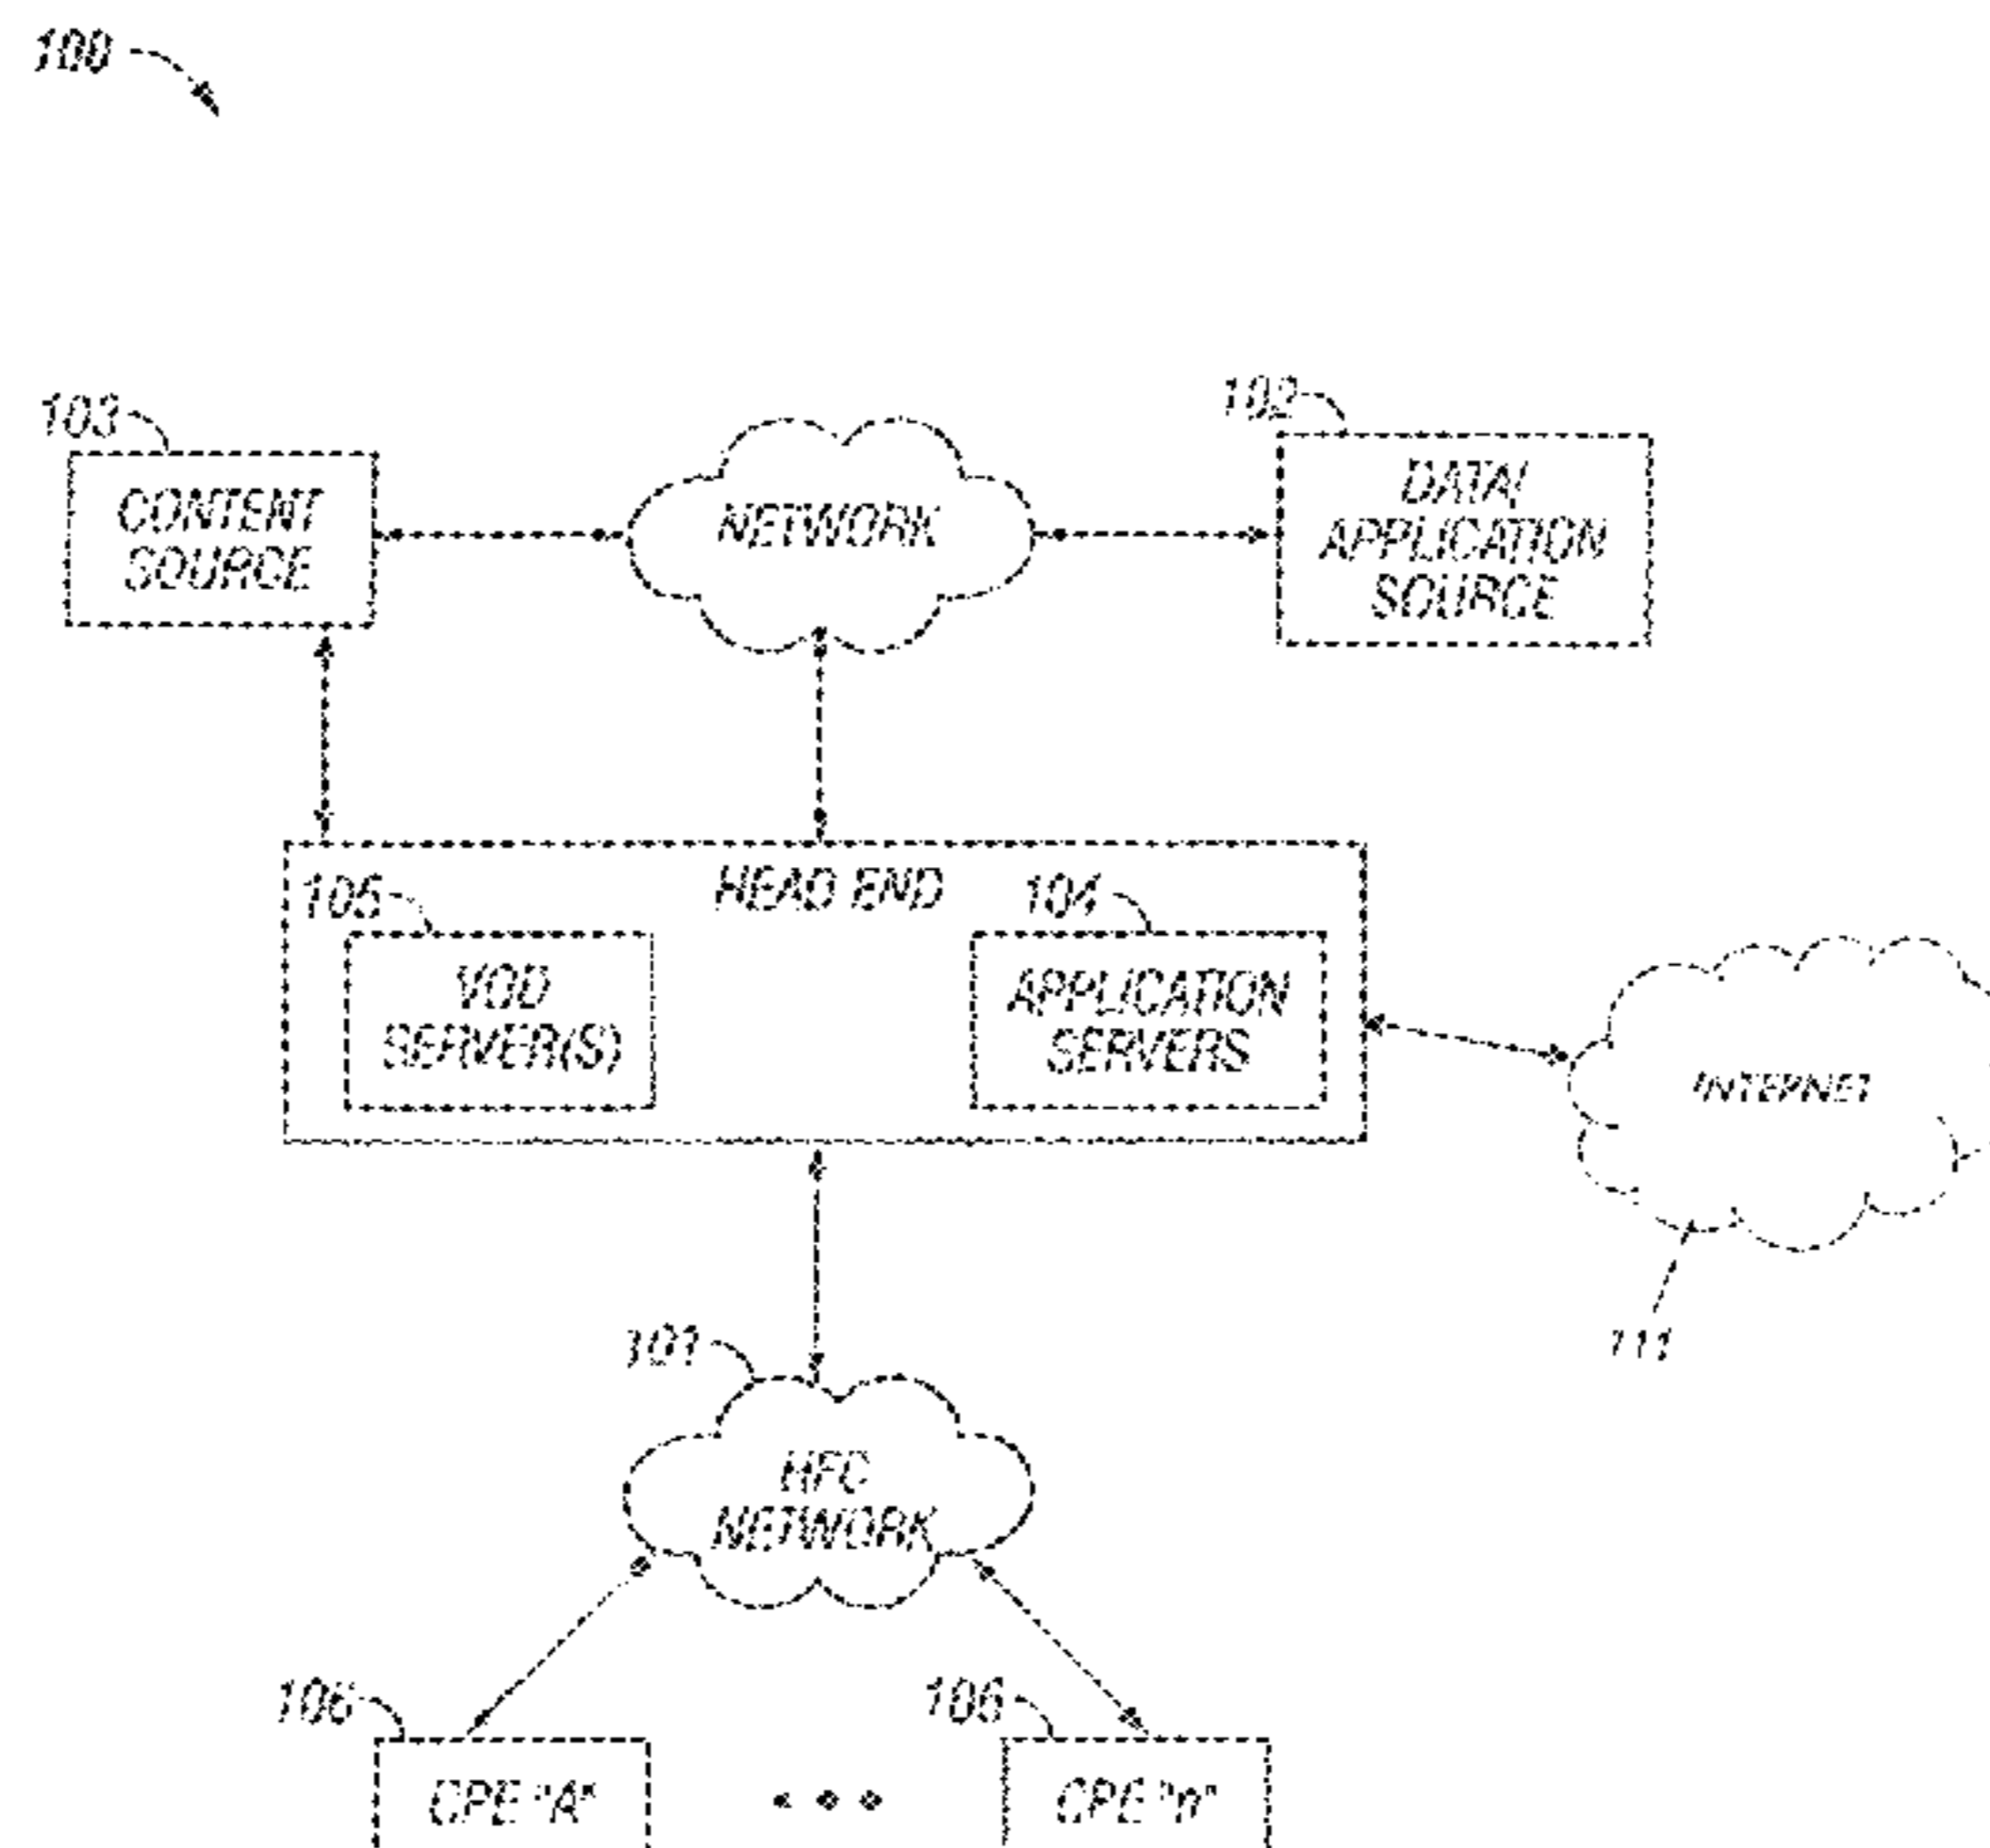 100
103
102
CONTENT
SOURCE
NETWORK
DATA/
APPLICATION
SOURCE
HEAD END
105
104
VOD
SERVER(S)
APPLICATION
SERVERS
INTERNET
111
101
HFC
NETWORK
106
106
CPE "A"
CPE "n"